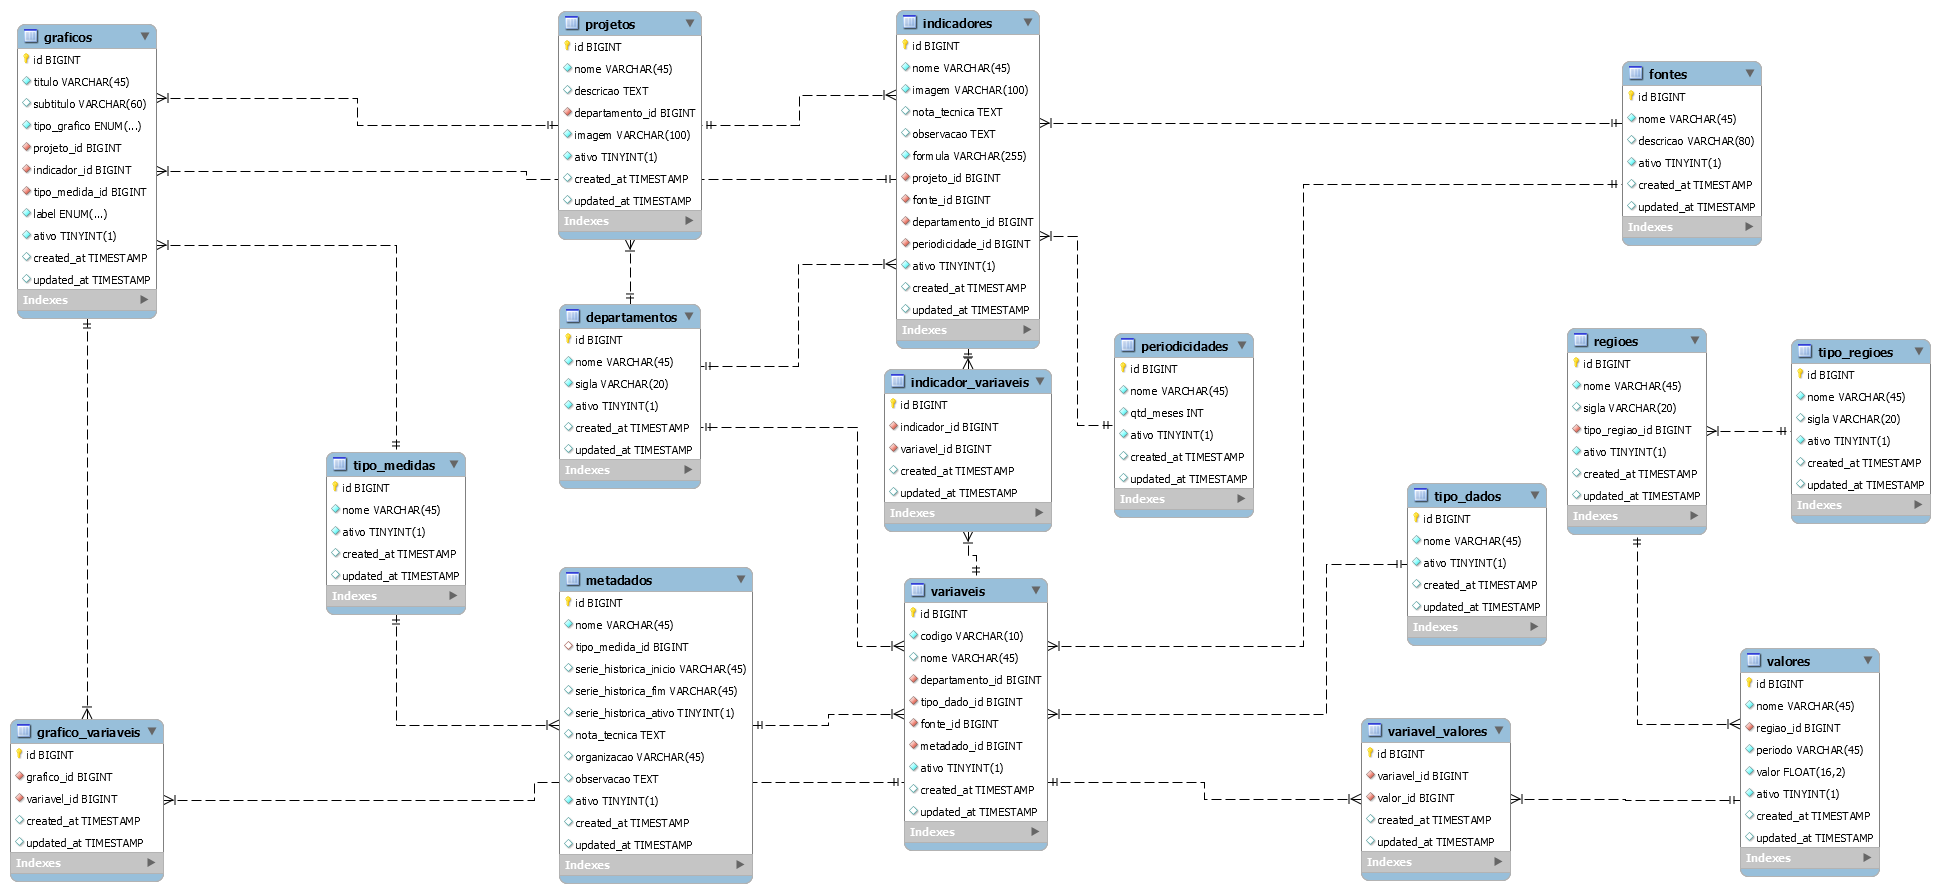 graficos
id BIGINT
titulo VARCHAR(45)
subtitulo VARCHAR(60)
tipo_grafico ENUM(...)
projeto_id BIGINT
indicador_id BIGINT
tipo_medida_id BIGINT
label ENUM(...)
ativo TINYINT(1)
created_at TIMESTAMP
updated_at TIMESTAMP
Indexes
projetos
id BIGINT
nome VARCHAR(45)
descricao TEXT
departamento_id BIGINT
imagem VARCHAR(100)
ativo TINYINT(1)
created_at TIMESTAMP
updated_at TIMESTAMP
Indexes
indicadores
id BIGINT
nome VARCHAR(45)
imagem VARCHAR(100)
nota_tecnica TEXT
observacao TEXT
formula VARCHAR(255)
projeto_id BIGINT
fonte_id BIGINT
departamento_id BIGINT
periodicidade_id BIGINT
ativo TINYINT(1)
created_at TIMESTAMP
updated_at TIMESTAMP
Indexes
fontes
id BIGINT
nome VARCHAR(45)
descricao VARCHAR(80)
ativo TINYINT(1)
created_at TIMESTAMP
updated_at TIMESTAMP
Indexes
departamentos
id BIGINT
nome VARCHAR(45)
sigla VARCHAR(20)
ativo TINYINT(1)
created_at TIMESTAMP
updated_at TIMESTAMP
Indexes
periodicidades
id BIGINT
nome VARCHAR(45)
qtd_meses INT
ativo TINYINT(1)
created_at TIMESTAMP
updated_at TIMESTAMP
Indexes
regioes
id BIGINT
nome VARCHAR(45)
sigla VARCHAR(20)
tipo_regiao_id BIGINT
ativo TINYINT(1)
created_at TIMESTAMP
updated_at TIMESTAMP
Indexes
tipo_regioes
id BIGINT
nome VARCHAR(45)
sigla VARCHAR(20)
ativo TINYINT(1)
created_at TIMESTAMP
updated_at TIMESTAMP
Indexes
indicador_variaveis
id BIGINT
indicador_id BIGINT
variavel_id BIGINT
created_at TIMESTAMP
updated_at TIMESTAMP
Indexes
tipo_medidas
id BIGINT
nome VARCHAR(45)
ativo TINYINT(1)
created_at TIMESTAMP
updated_at TIMESTAMP
Indexes
tipo_dados
id BIGINT
nome VARCHAR(45)
ativo TINYINT(1)
created_at TIMESTAMP
updated_at TIMESTAMP
Indexes
metadados
id BIGINT
nome VARCHAR(45)
tipo_medida_id BIGINT
serie_historica_inicio VARCHAR(45)
serie_historica_fim VARCHAR(45)
serie_historica_ativo TINYINT(1)
nota_tecnica TEXT
organizacao VARCHAR(45)
observacao TEXT
ativo TINYINT(1)
created_at TIMESTAMP
updated_at TIMESTAMP
Indexes
variaveis
id BIGINT
codigo VARCHAR(10)
nome VARCHAR(45)
departamento_id BIGINT
tipo_dado_id BIGINT
fonte_id BIGINT
metadado_id BIGINT
ativo TINYINT(1)
created_at TIMESTAMP
updated_at TIMESTAMP
Indexes
valores
id BIGINT
nome VARCHAR(45)
regiao_id BIGINT
periodo VARCHAR(45)
valor FLOAT(16,2)
ativo TINYINT(1)
created_at TIMESTAMP
updated_at TIMESTAMP
Indexes
grafico_variaveis
id BIGINT
grafico_id BIGINT
variavel_id BIGINT
created_at TIMESTAMP
updated_at TIMESTAMP
Indexes
variavel_valores
id BIGINT
variavel_id BIGINT
valor_id BIGINT
created_at TIMESTAMP
updated_at TIMESTAMP
Indexes